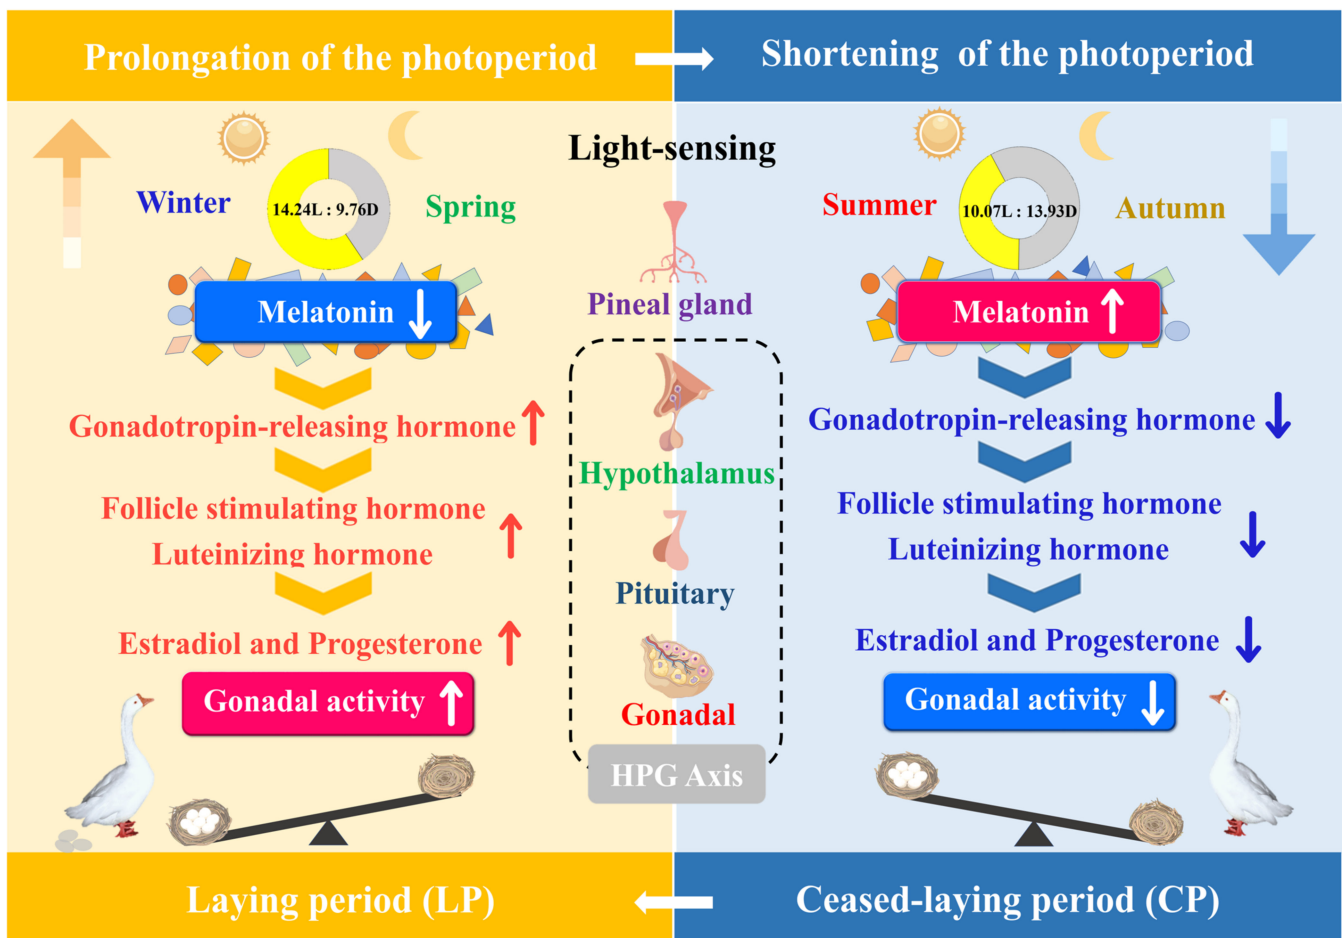 Prolongation of the photoperiod
Shortening of the photoperiod
Light-sensing
Winter
14.24L : 9.76D
Spring
Summer
10.07L : 13.93D
Autumn
Melatonin
Pineal gland
Melatonin
Gonadotropin-releasing hormone
Gonadotropin-releasing hormone
Hypothalamus
Follicle stimulating hormone
Luteinizing hormone
Follicle stimulating hormone
Luteinizing hormone
Pituitary
Estradiol and Progesterone
Estradiol and Progesterone
Gonadal activity
Gonadal
Gonadal activity
HPG Axis
Laying period (LP)
Ceased-laying period (CP)